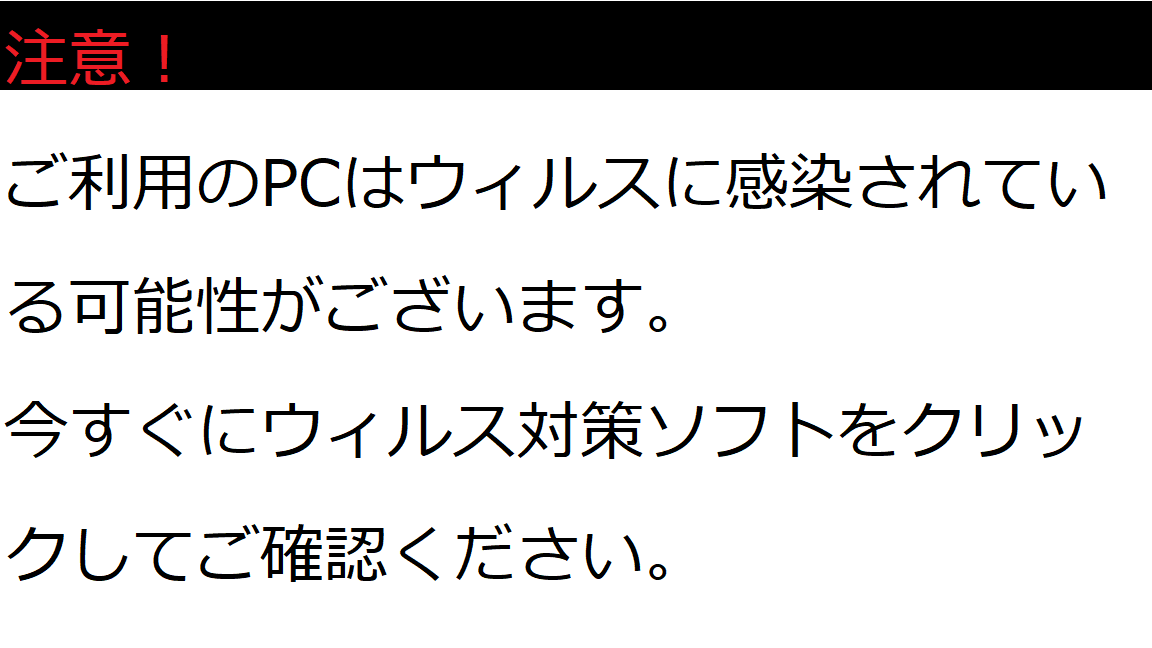 注意！
ご利用のPCはウィルスに感染されてい
る可能性がございます。
今すぐにウィルス対策ソフトをクリッ
クしてご確認ください。